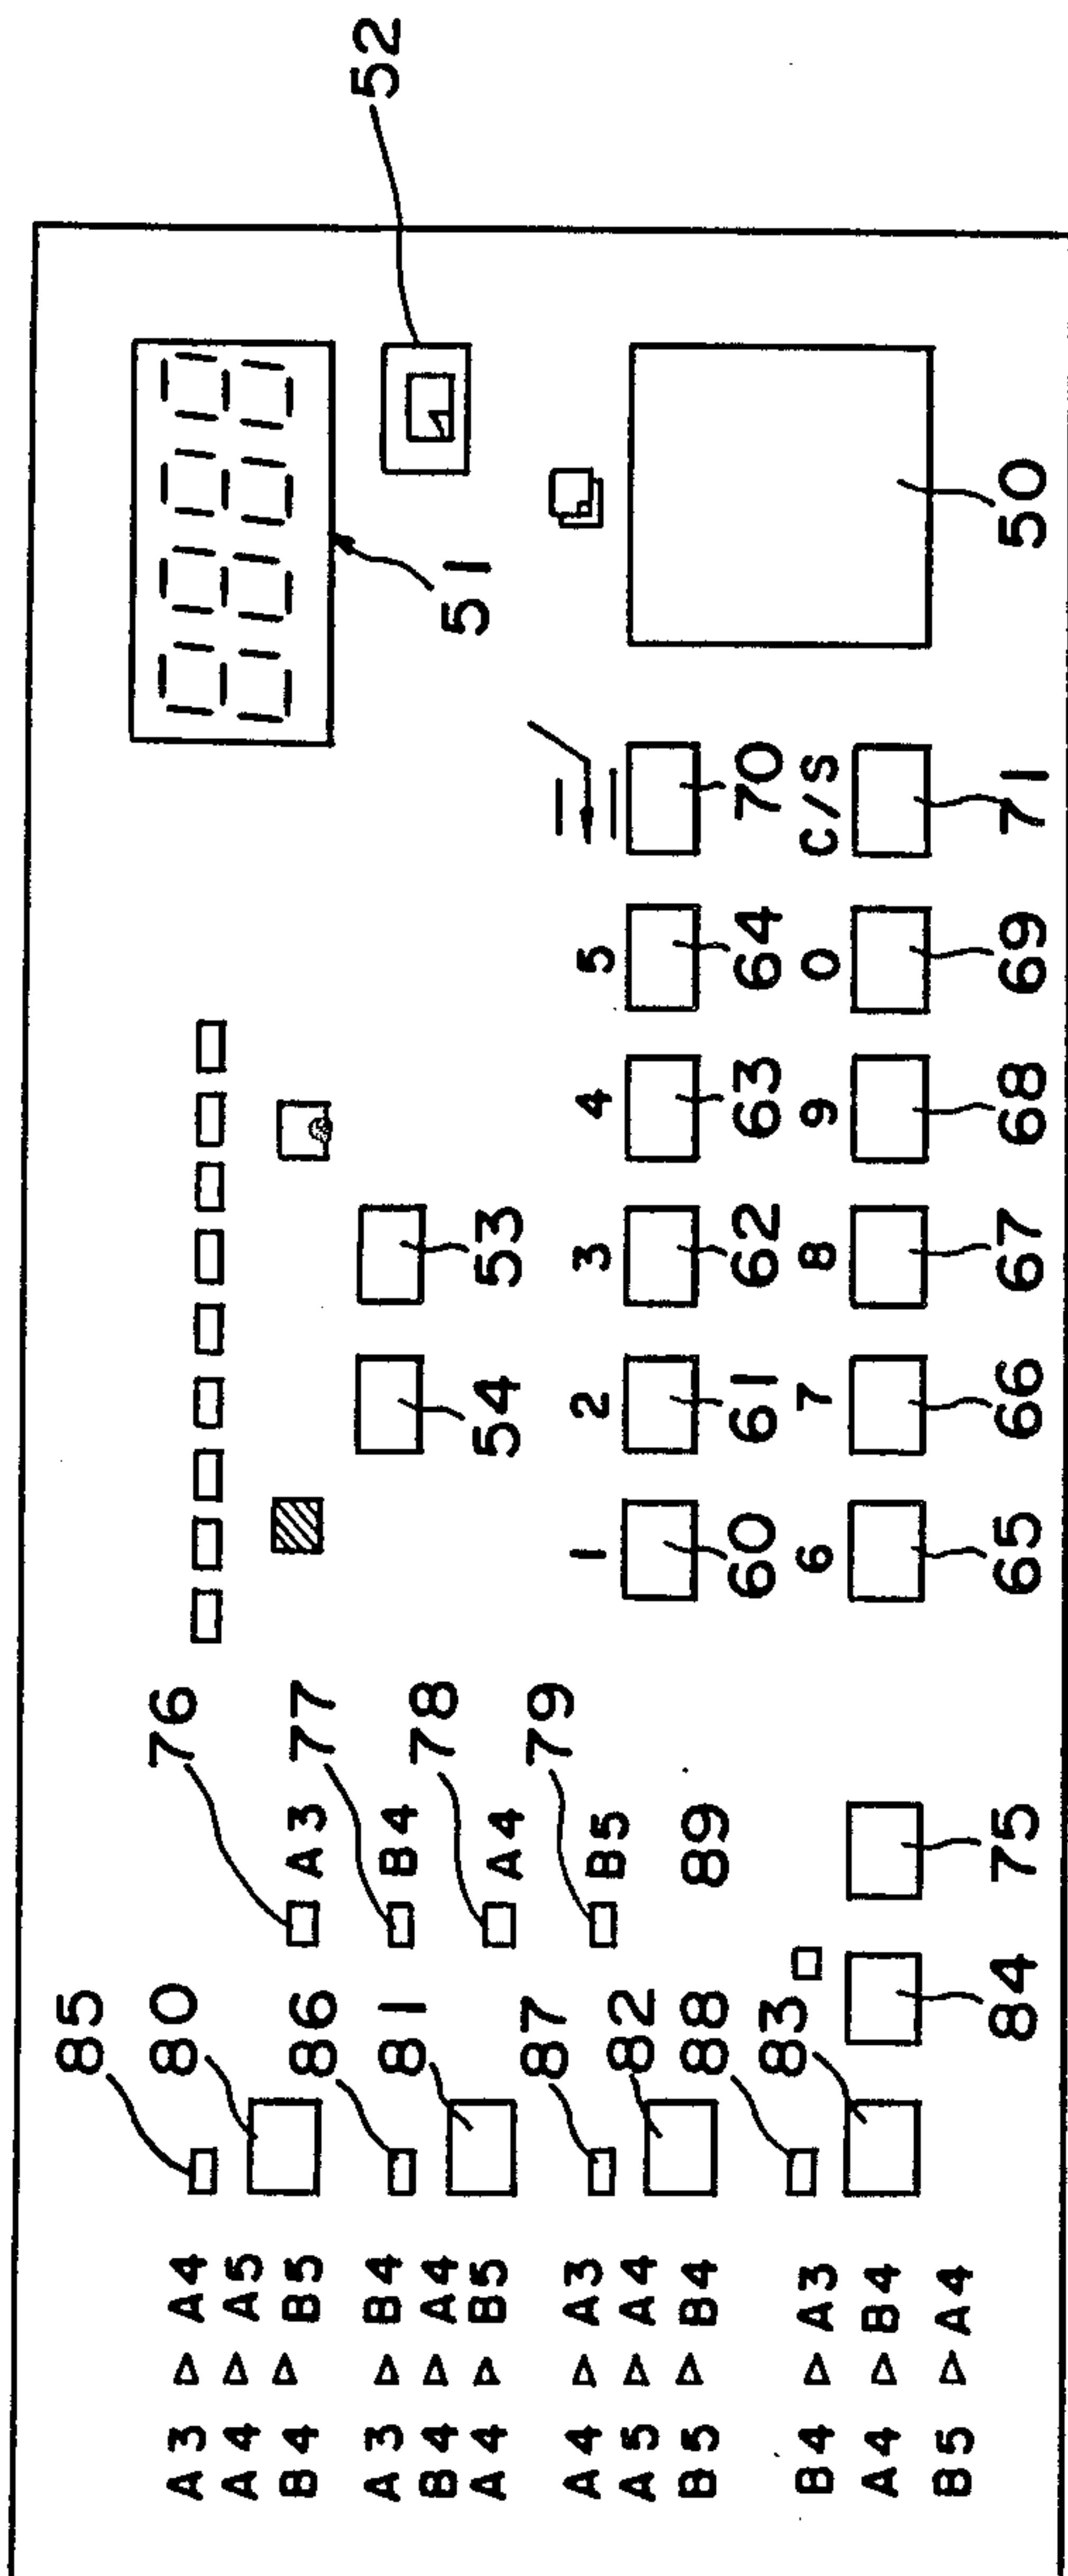 85
80 76
A3 ▷ A4
A4 ▷ A5
B4 ▷ B5 86 77 A3
52
A3 ▷ B4 81 B4
B4 ▷ A4 78
A4 ▷ B5 A4 54 53 51
87 79
A4 ▷ A3 B5 1 2 3 4 5
A5 ▷ A4 82
B5 ▷ B4 88 89
83 60 61 62 63 64 70
B4 ▷ A3 6 7 8 9 0 C/S
A4 ▷ B4
B5 ▷ A4
84 75 65 66 67 68 69 71 50